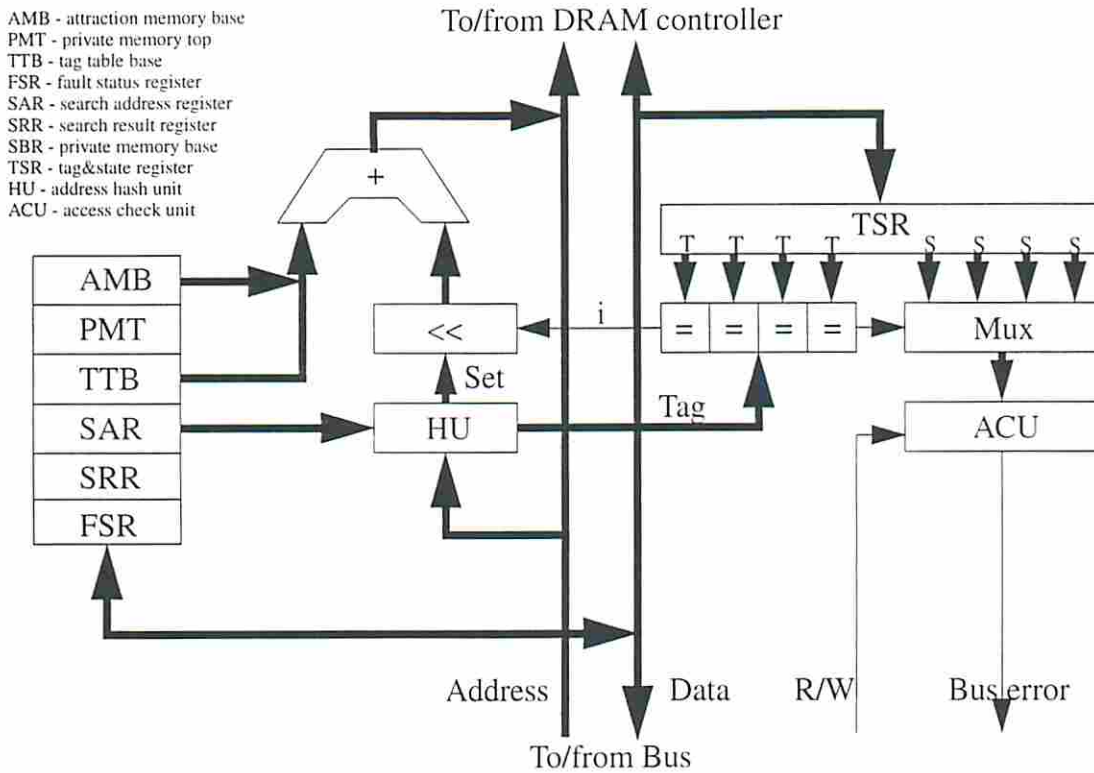 To/from DRAM controller
AMB - attraction memory base
PMT - private memory top
TTB - tag table base
FSR - fault status register
SAR - search address register
SRR - search result register
SBR - private memory base
TSR - tag&state register
HU - address hash unit
ACU - access check unit
+
TSR
T T T T S S S S
AMB
PMT
TTB
SAR
SRR
FSR
<<
i
= = = =
Mux
Set
Tag
HU
ACU
Address
Data
R/W
Bus error
To/from Bus